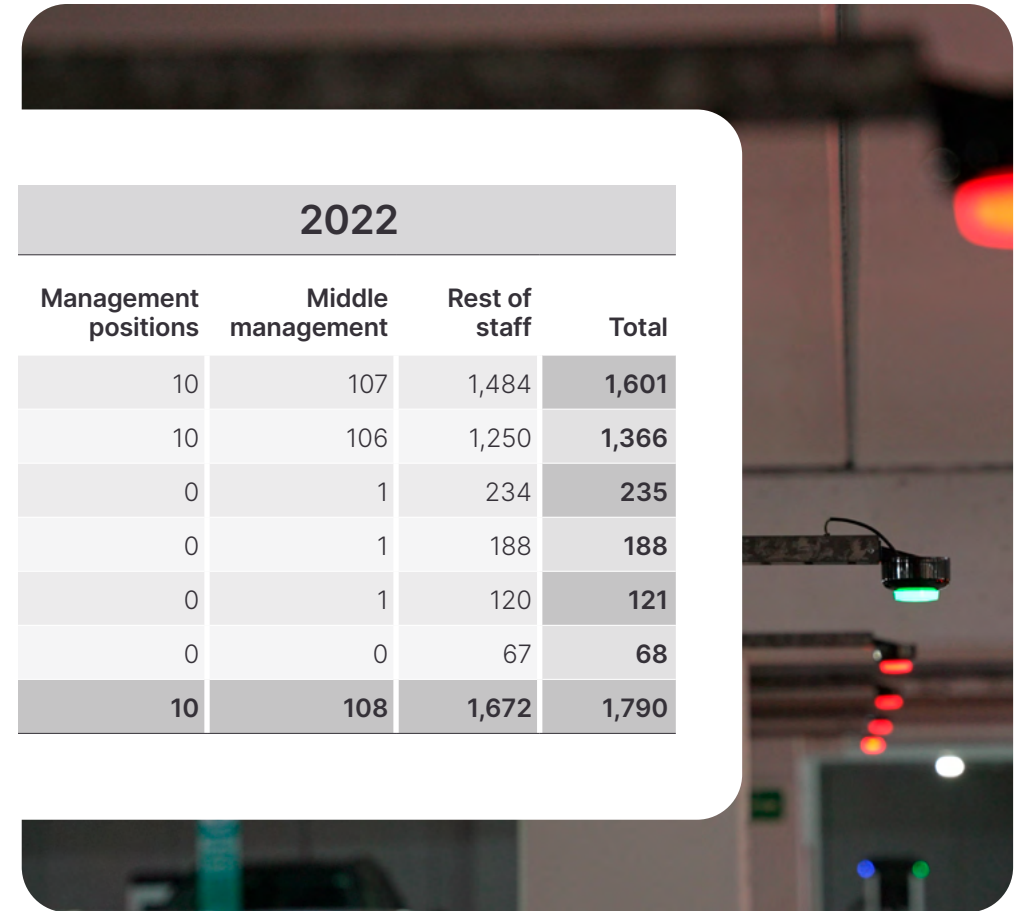 2022
Management positions Middle management Rest of staff Total
10 107 1,484 1,601
10 106 1,250 1,366
0 1 234 235
0 1 188 188
0 1 120 121
0 0 67 68
10 108 1,672 1,790